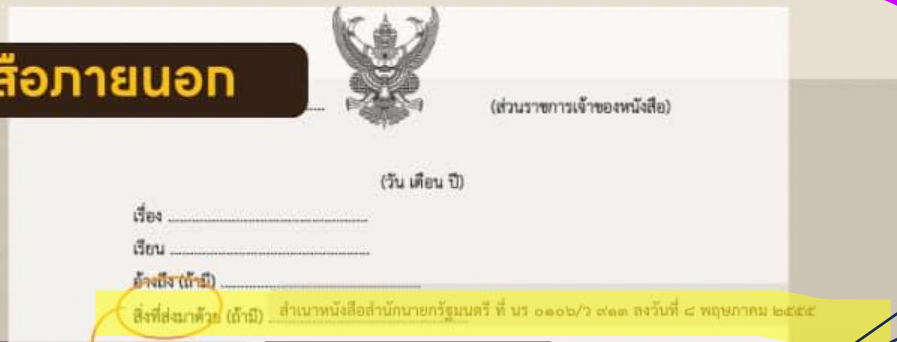 สือภายนอก
(ส่วนราชการเจ้าของหนังสือ)
(วัน เดือน ปี)
เรื่อง
เรียน
อ้างถึง (ถ้ามี)
สิ่งที่ส่งมาด้วย (ถ้ามี) สำเนาหนังสือสำนักนายกรัฐมนตรี ที่ นร ๐๑๐๖/ว ๙๑๓ ลงวันที่ ๘ พฤษภาคม ๒๕๕๕